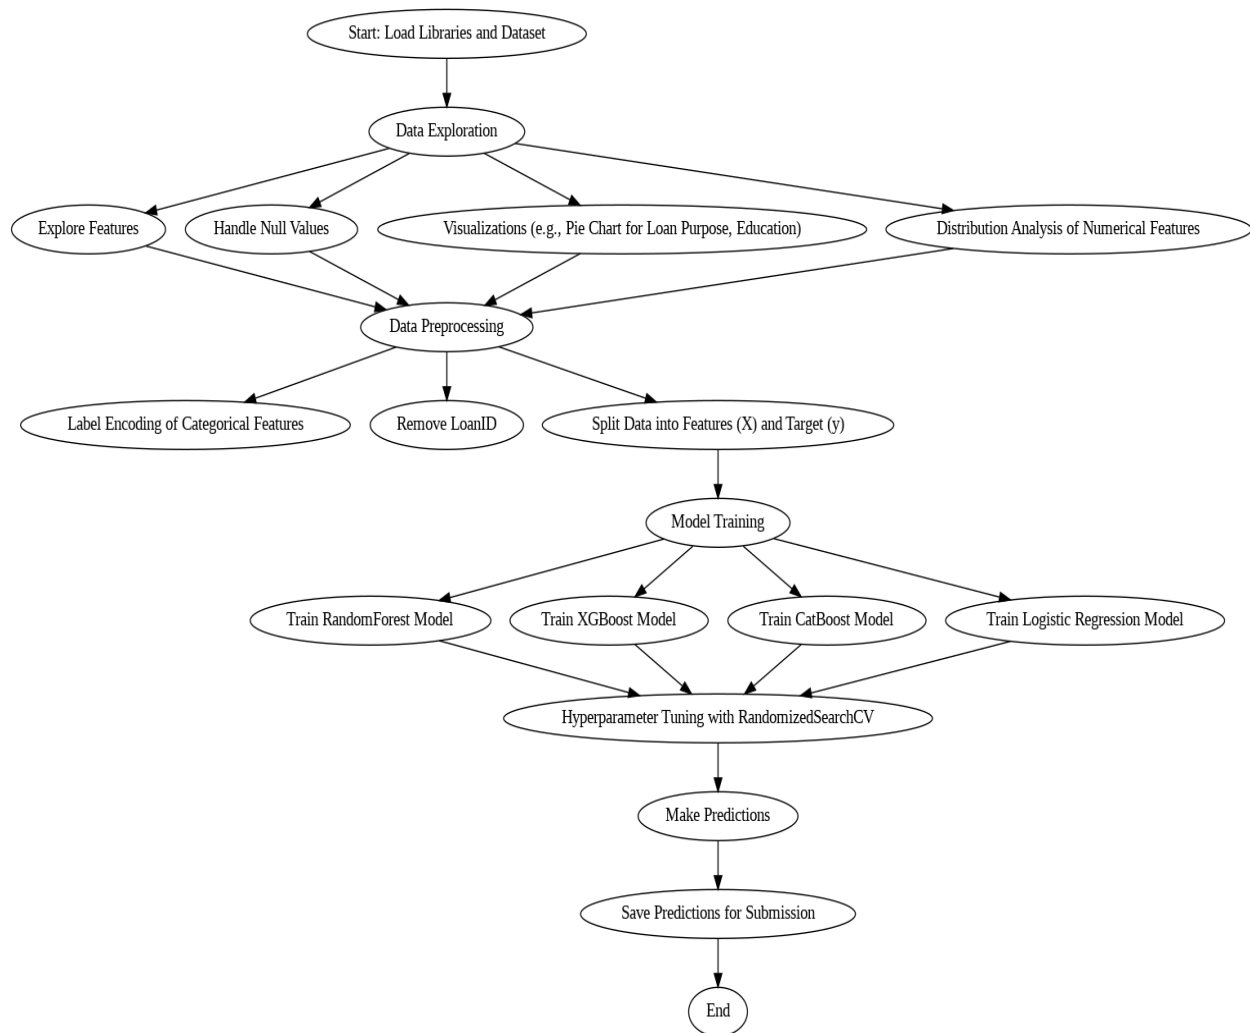 Start: Load Libraries and Dataset
Data Exploration
Explore Features
Handle Null Values
Visualizations (e.g., Pie Chart for Loan Purpose, Education)
Distribution Analysis of Numerical Features
Data Preprocessing
Label Encoding of Categorical Features
Remove LoanID
Split Data into Features (X) and Target (y)
Model Training
Train RandomForest Model
Train XGBoost Model
Train CatBoost Model
Train Logistic Regression Model
Hyperparameter Tuning with RandomizedSearchCV
Make Predictions
Save Predictions for Submission
End